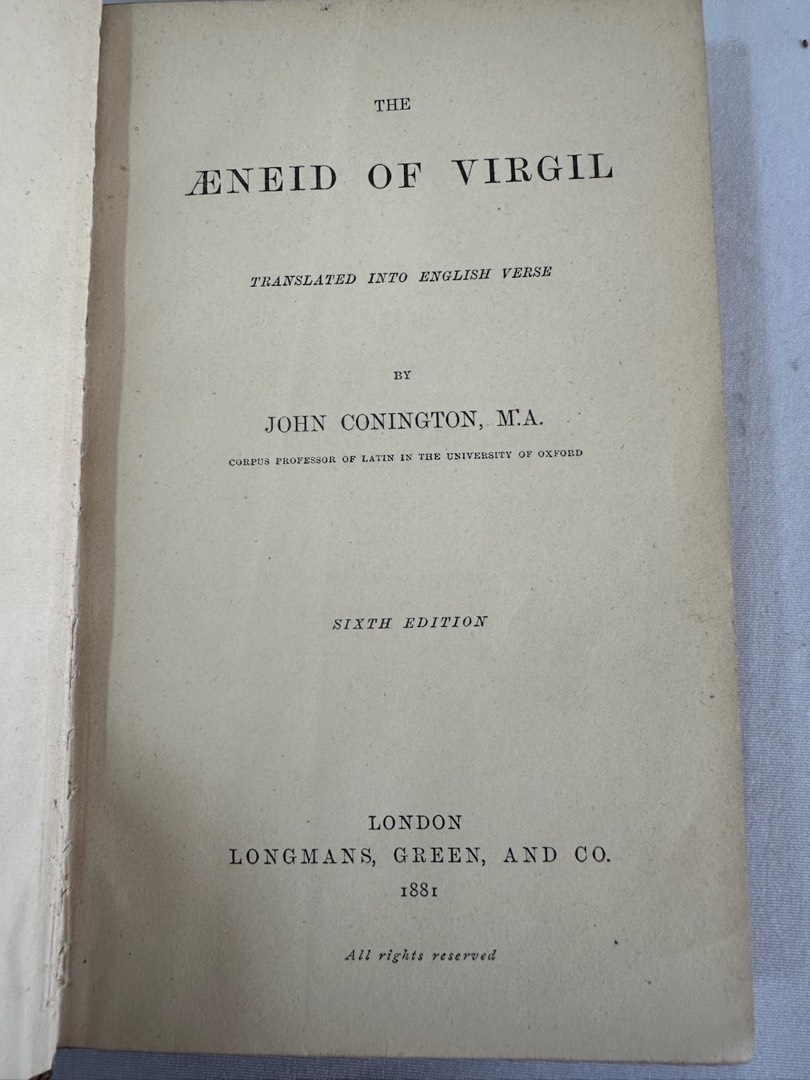 THE
ÆNEID OF VIRGIL
TRANSLATED INTO ENGLISH VERSE
BY
JOHN CONINGTON, M.A.
CORPUS PROFESSOR OF LATIN IN THE UNIVERSITY OF OXFORD
SIXTH EDITION
LONDON
LONGMANS, GREEN, AND CO.
1881
All rights reserved